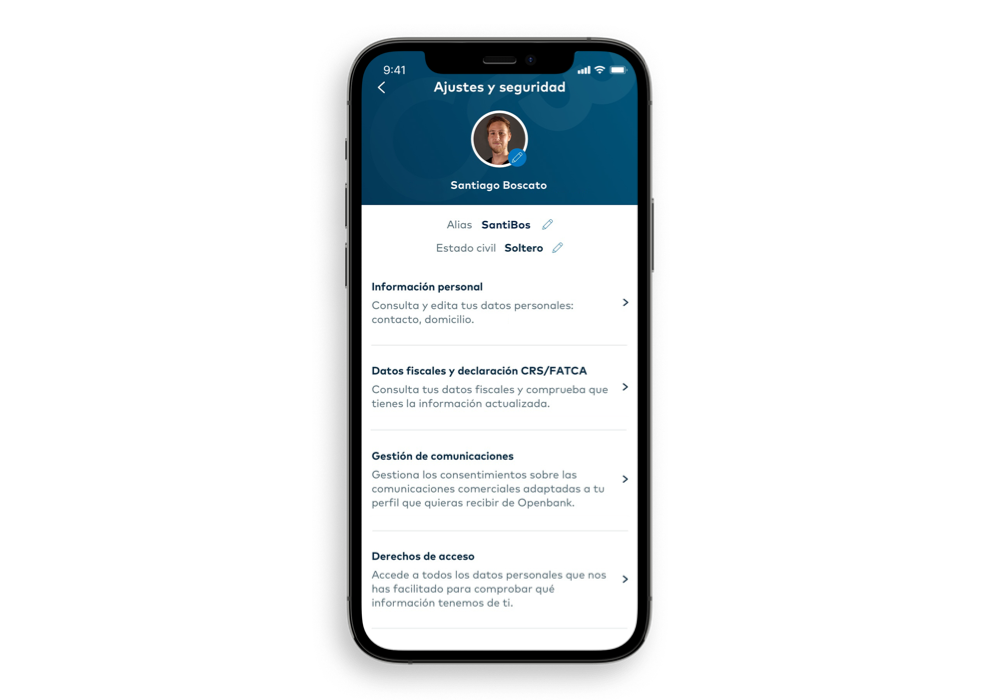 9:41
Ajustes y seguridad
Santiago Boscato
Alias SantiBos
Estado civil Soltero
Información personal
Consulta y edita tus datos personales:
contacto, domicilio.
Datos fiscales y declaración CRS/FATCA
Consulta tus datos fiscales y comprueba que
tienes la información actualizada.
Gestión de comunicaciones
Gestiona los consentimientos sobre las
comunicaciones comerciales adaptadas a tu
perfil que quieras recibir de Openbank.
Derechos de acceso
Accede a todos los datos personales que nos
has facilitado para comprobar qué
información tenemos de ti.